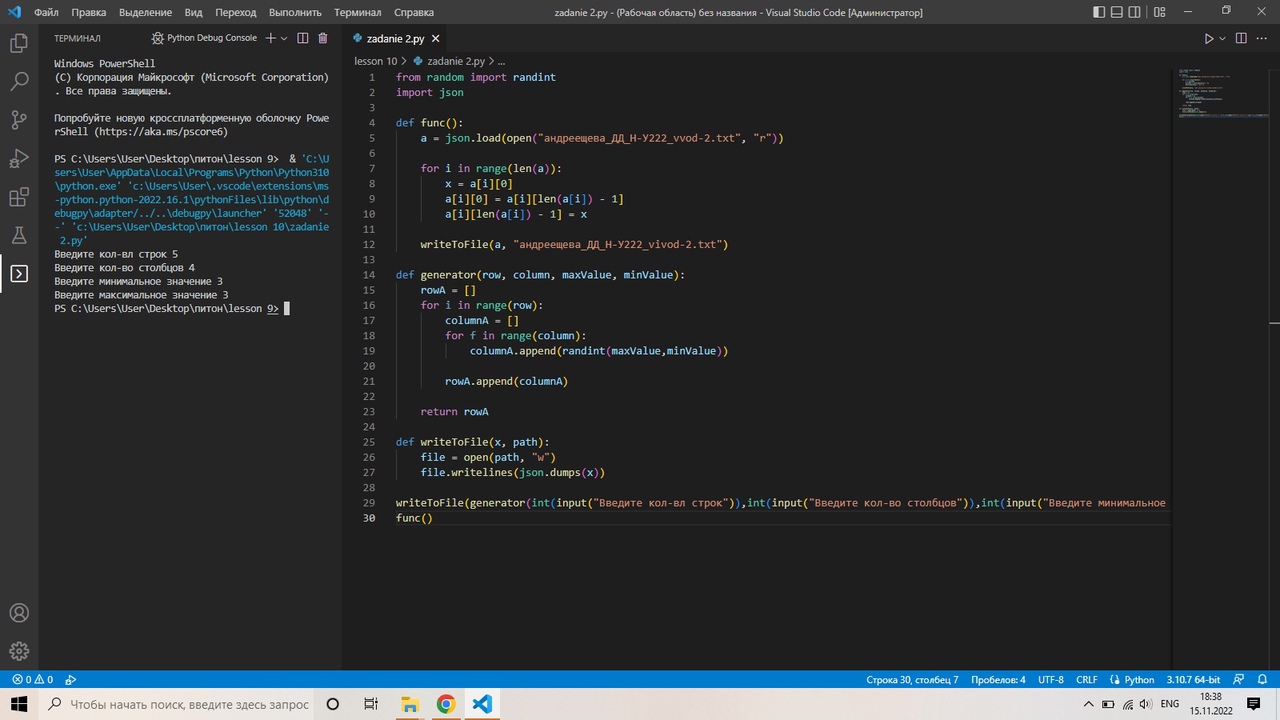 Файл Правка Выделение Вид Переход Выполнить Терминал Справка
zadanie 2.py - (Рабочая область) без названия - Visual Studio Code [Администратор]
ТЕРМИНАЛ
Python Debug Console
Windows PowerShell
(C) Корпорация Майкрософт (Microsoft Corporation)
. Все права защищены.
Попробуйте новую кроссплатформенную оболочку Powe
rShell (https://aka.ms/pscore6)
PS C:\Users\User\Desktop\питон\lesson 9> & 'C:\U
sers\User\AppData\Local\Programs\Python\Python310
\python.exe' 'c:\Users\User\.vscode\extensions\ms
-python.python-2022.16.1\pythonFiles\lib\python\d
ebugpy\adapter/../..\debugpy\launcher' '52048' '-
-' 'c:\Users\User\Desktop\питон\lesson 10\zadanie
 2.py'
Введите кол-вл строк 5
Введите кол-во столбцов 4
Введите минимальное значение 3
Введите максимальное значение 3
PS C:\Users\User\Desktop\питон\lesson 9>
zadanie 2.py
lesson 10 > zadanie 2.py > ...
1 from random import randint
2 import json
3
4 def func():
5 a = json.load(open("андреещева_ДД_Н-У222_vvod-2.txt", "r"))
6
7 for i in range(len(a)):
8 x = a[i][0]
9 a[i][0] = a[i][len(a[i]) - 1]
10 a[i][len(a[i]) - 1] = x
11
12 writeToFile(a, "андреещева_ДД_Н-У222_vivod-2.txt")
13
14 def generator(row, column, maxValue, minValue):
15 rowA = []
16 for i in range(row):
17 columnA = []
18 for f in range(column):
19 columnA.append(randint(maxValue,minValue))
20
21 rowA.append(columnA)
22
23 return rowA
24
25 def writeToFile(x, path):
26 file = open(path, "w")
27 file.writelines(json.dumps(x))
28
29 writeToFile(generator(int(input("Введите кол-вл строк")),int(input("Введите кол-во столбцов")),int(input("Введите минимальное
30 func()
0 0
Строка 30, столбец 7 Пробелов: 4 UTF-8 CRLF Python 3.10.7 64-bit
Чтобы начать поиск, введите здесь запрос
ENG
18:38
15.11.2022